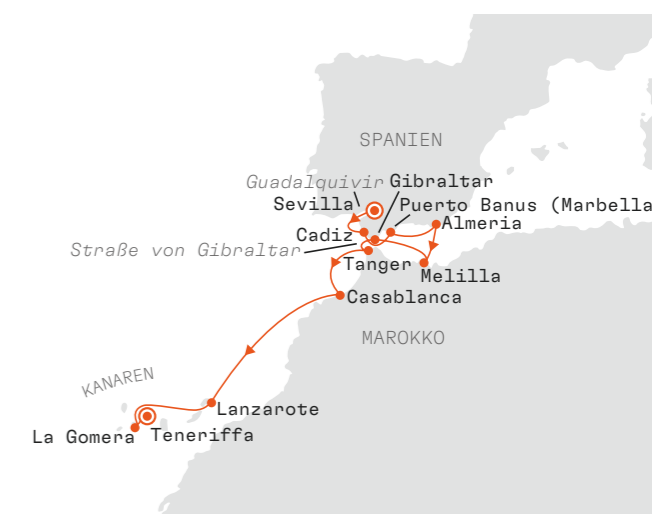 SPANIEN
Guadalquivir
Gibraltar
Sevilla
Puerto Banus (Marbella
Almeria
Cadiz
Straße von Gibraltar
Tanger
Melilla
Casablanca
MAROKKO
KANAREN
Lanzarote
La Gomera
Teneriffa